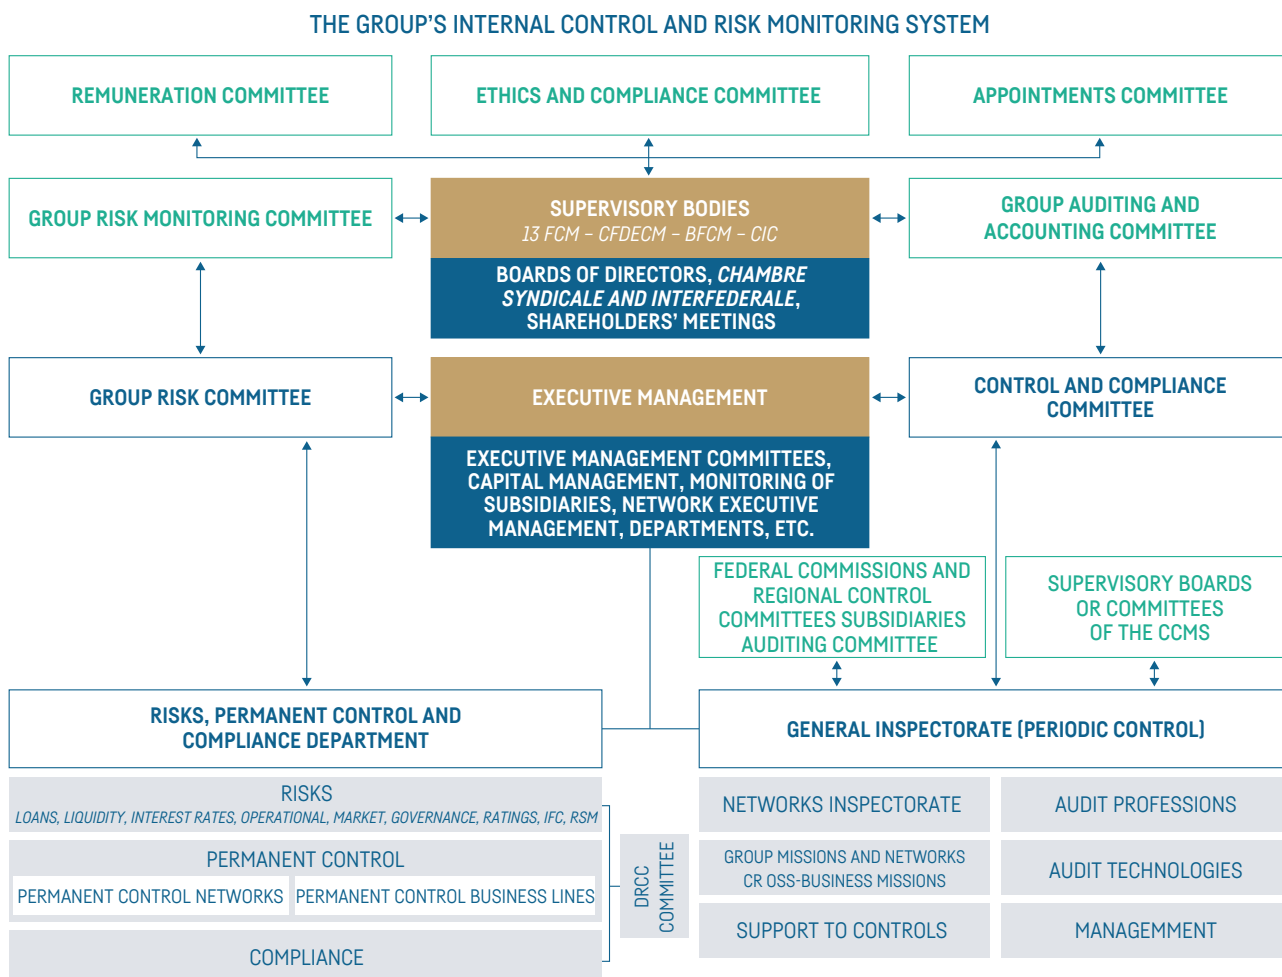 THE GROUP'S INTERNAL CONTROL AND RISK MONITORING SYSTEM
REMUNERATION COMMITTEE
ETHICS AND COMPLIANCE COMMITTEE
APPOINTMENTS COMMITTEE
GROUP RISK MONITORING COMMITTEE
SUPERVISORY BODIES
13 FCM – CFDECM – BFCM – CIC
GROUP AUDITING AND
ACCOUNTING COMMITTEE
BOARDS OF DIRECTORS, CHAMBRE
SYNDICALE AND INTERFEDERALE,
SHAREHOLDERS' MEETINGS
GROUP RISK COMMITTEE
EXECUTIVE MANAGEMENT
CONTROL AND COMPLIANCE
COMMITTEE
EXECUTIVE MANAGEMENT COMMITTEES,
CAPITAL MANAGEMENT, MONITORING OF
SUBSIDIARIES, NETWORK EXECUTIVE
MANAGEMENT, DEPARTMENTS, ETC.
FEDERAL COMMISSIONS AND
REGIONAL CONTROL
COMMITTEES SUBSIDIARIES
AUDITING COMMITTEE
SUPERVISORY BOARDS
OR COMMITTEES
OF THE CCMS
RISKS, PERMANENT CONTROL AND
COMPLIANCE DEPARTMENT
GENERAL INSPECTORATE (PERIODIC CONTROL)
RISKS
LOANS, LIQUIDITY, INTEREST RATES, OPERATIONAL, MARKET, GOVERNANCE, RATINGS, IFC, RSM
PERMANENT CONTROL
PERMANENT CONTROL NETWORKS
PERMANENT CONTROL BUSINESS LINES
COMPLIANCE
DRCC
COMMITTEE
NETWORKS INSPECTORATE
AUDIT PROFESSIONS
GROUP MISSIONS AND NETWORKS
CR OSS-BUSINESS MISSIONS
AUDIT TECHNOLOGIES
SUPPORT TO CONTROLS
MANAGEMMENT